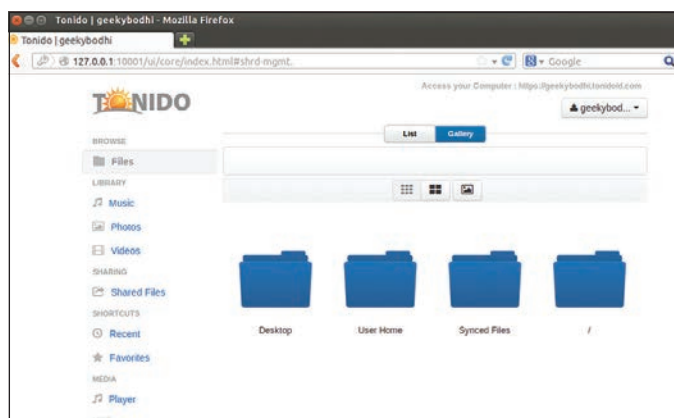 Tonido | geekybodhi - Mozilla Firefox
Tonido | geekybodhi
127.0.0.1:10001/ui/core/index.html#shrd-mgmt.
Google
Access your Computer : https://geekybodhi.tonidoid.com
TONIDO
geekybod...
List
Gallery
BROWSE
Files
LIBRARY
Music
Photos
Videos
SHARING
Shared Files
SHORTCUTS
Recent
Favorites
MEDIA
Player
Desktop
User Home
Synced Files
/